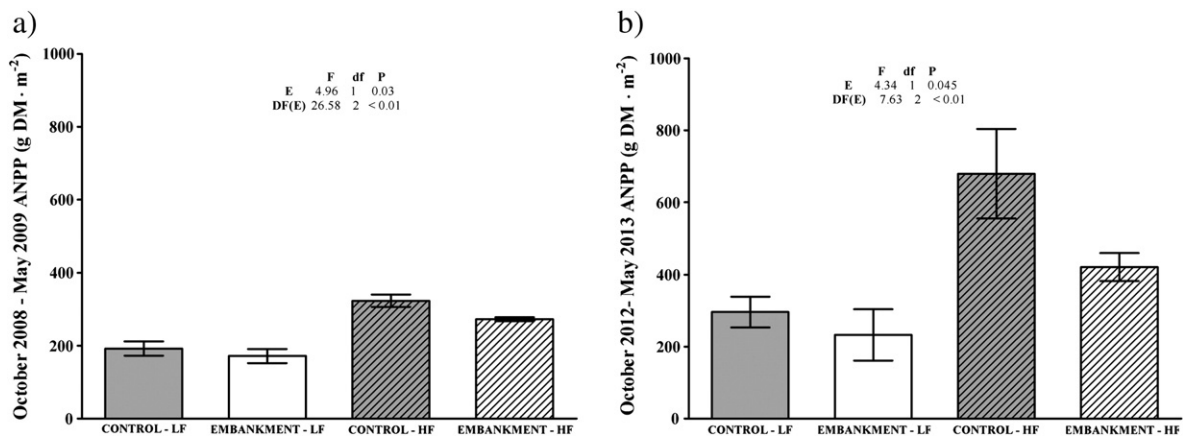 a)
October 2008 - May 2009 ANPP (g DM · m-2)
1000
800
600
400
200
0
F df P
E 4.96 1 0.03
DF(E) 26.58 2 < 0.01
CONTROL - LF EMBANKMENT - LF CONTROL - HF EMBANKMENT - HF
b)
October 2012- May 2013 ANPP (g DM · m-2)
1000
800
600
400
200
0
F df P
E 4.34 1 0.045
DF(E) 7.63 2 < 0.01
CONTROL - LF EMBANKMENT - LF CONTROL - HF EMBANKMENT - HF